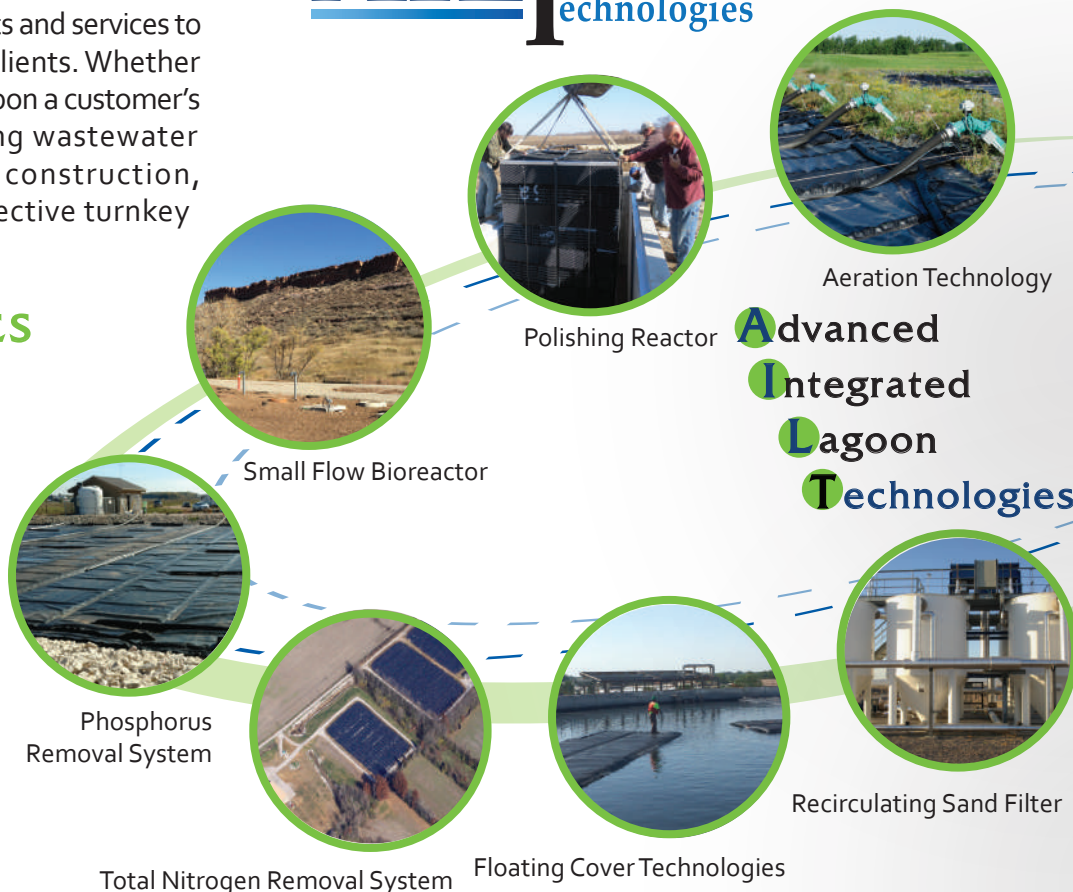 echnologies
s and services to
lients. Whether
on a customer's
ng wastewater
construction,
ective turnkey
Aeration Technology
Polishing Reactor
Advanced
Integrated
Lagoon
Technologies
Small Flow Bioreactor
Phosphorus
Removal System
Recirculating Sand Filter
Floating Cover Technologies
Total Nitrogen Removal System